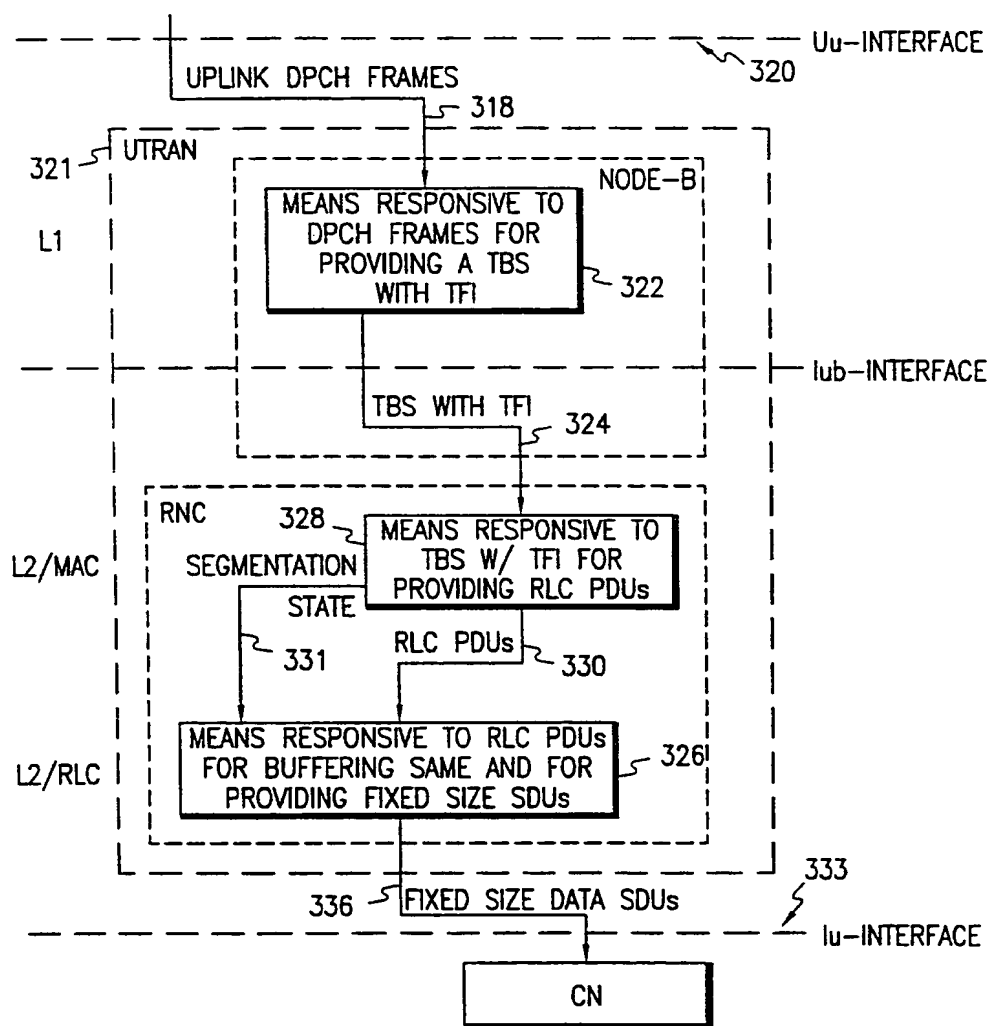 Uu-INTERFACE
320
UPLINK DPCH FRAMES
318
321
UTRAN
NODE-B
L1
MEANS RESPONSIVE TO
DPCH FRAMES FOR
PROVIDING A TBS
WITH TFI
322
Iub-INTERFACE
TBS WITH TFI
324
RNC
328
L2/MAC
MEANS RESPONSIVE TO
TBS W/ TFI FOR
PROVIDING RLC PDUs
SEGMENTATION
STATE
331
RLC PDUs
330
L2/RLC
MEANS RESPONSIVE TO RLC PDUs
FOR BUFFERING SAME AND FOR
PROVIDING FIXED SIZE SDUs
326
336
FIXED SIZE DATA SDUs
333
Iu-INTERFACE
CN